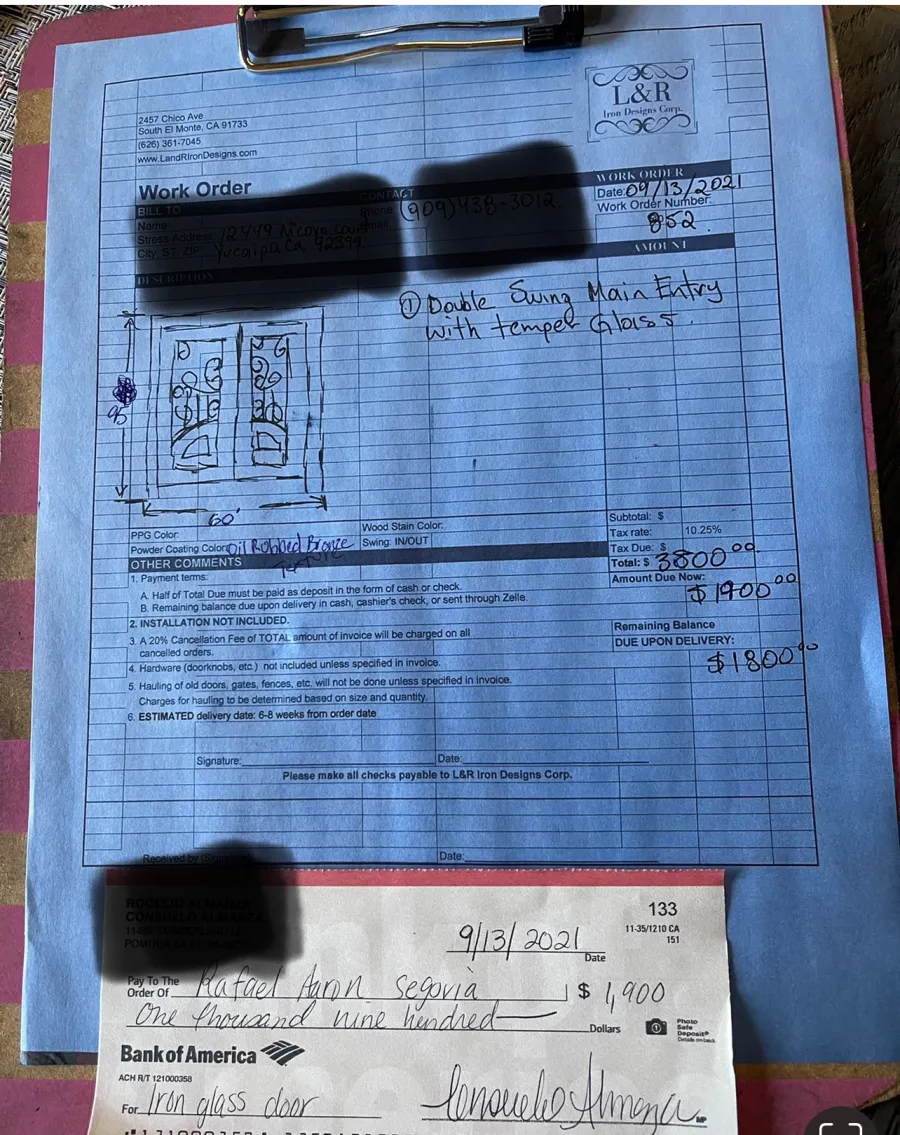 2457 Chico Ave
South El Monte, CA 91733
(626) 361-7045
www.LandRIronDesigns.com
L&R
Iron Designs Corp.
Work Order
BILL TO
CONTACT
WORK ORDER
Date: 09/13/2021
Work Order Number:
852
Name
Stress Address
City, ST, ZIP
Phone
DESCRIPTION
AMOUNT
① Double Swing Main Entry
with temper Glass.
95
60'
PPG Color:
Powder Coating Color: Oil Robbed Bronze
Texture
Wood Stain Color:
Swing: IN/OUT
Subtotal: $
Tax rate: 10.25%
Tax Due: $
Total: $ 3800 00
Amount Due Now:
$1900 00
Remaining Balance
DUE UPON DELIVERY:
$1800 00
OTHER COMMENTS
1. Payment terms:
A. Half of Total Due must be paid as deposit in the form of cash or check.
B. Remaining balance due upon delivery in cash, cashier's check, or sent through Zelle.
2. INSTALLATION NOT INCLUDED.
3. A 20% Cancellation Fee of TOTAL amount of invoice will be charged on all
cancelled orders.
4. Hardware (doorknobs, etc.) not included unless specified in invoice.
5. Hauling of old doors, gates, fences, etc. will not be done unless specified in Invoice.
Charges for hauling to be determined based on size and quantity.
6. ESTIMATED delivery date: 6-8 weeks from order date
Signature: Date:
Please make all checks payable to L&R Iron Designs Corp.
Received by Date:
133
11-35/1210 CA
151
9/13/2021
Date
Pay To The
Order Of Rafael Aaron Segovia $ 1,900
One thousand nine hundred Dollars
Photo
Safe
Deposit®
Details on back
Bank of America
ACH R/T 121000358
For Iron glass door
MP